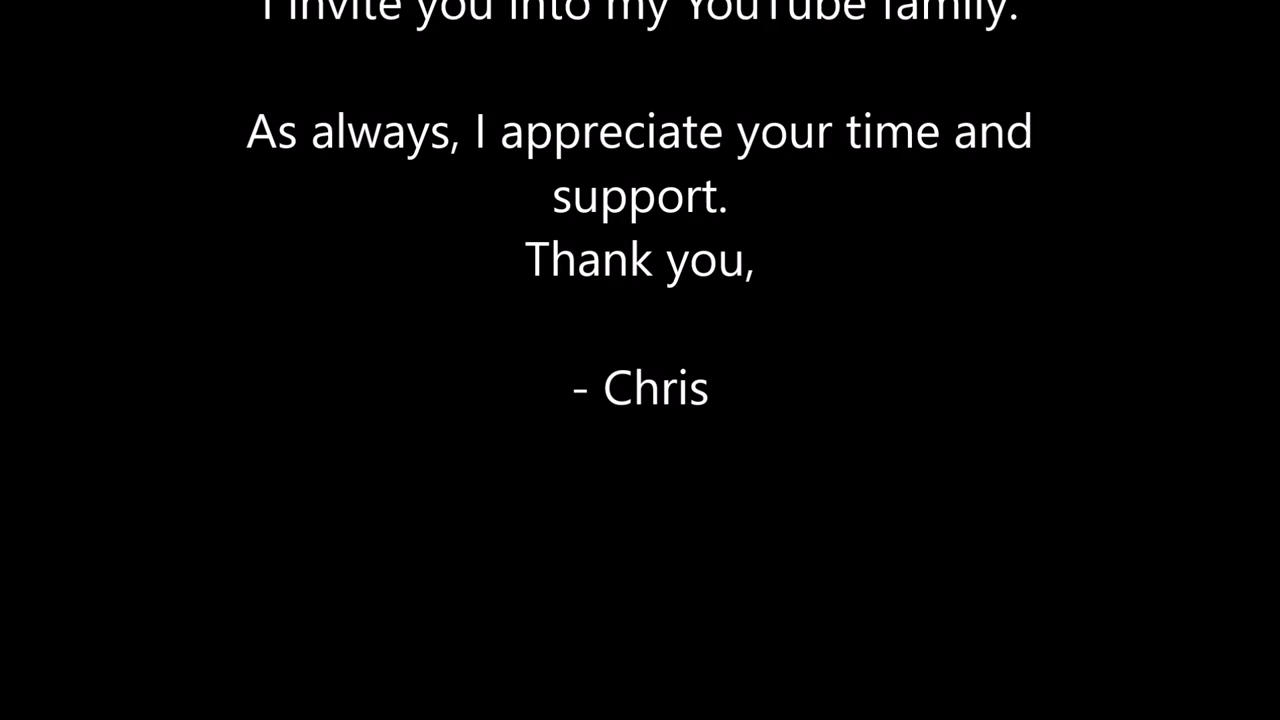 I invite you into my YouTube family.
As always, I appreciate your time and
support.
Thank you,
- Chris